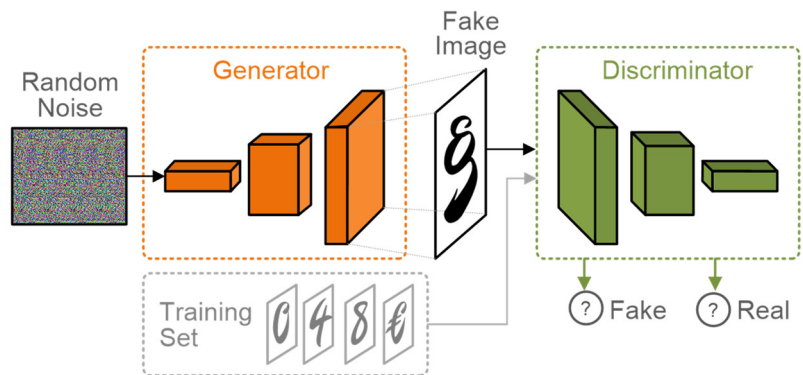 Fake
Image
Generator
Discriminator
Random
Noise
Training
Set
0 4 8 €
? Fake
? Real